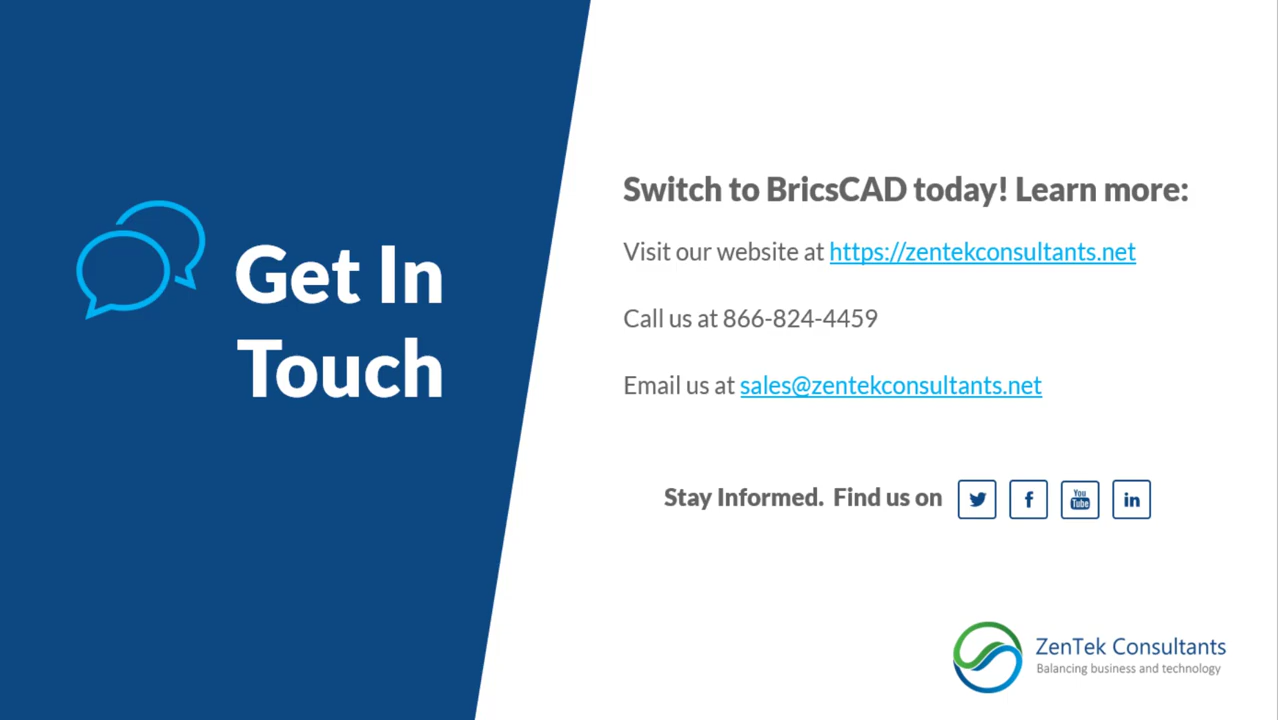 Get In
Touch
Switch to BricsCAD today! Learn more:
Visit our website at https://zentekconsultants.net
Call us at 866-824-4459
Email us at sales@zentekconsultants.net
Stay Informed. Find us on
You
Tube
in
ZenTek Consultants
Balancing business and technology